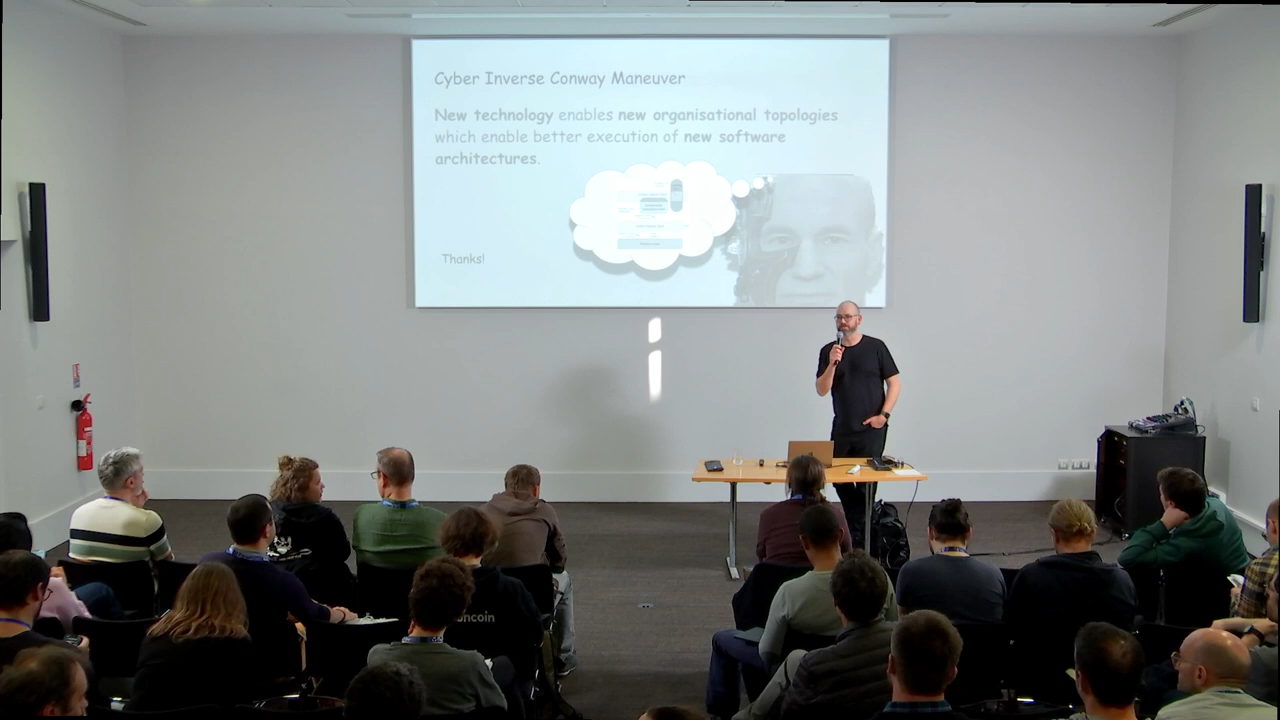 Cyber Inverse Conway Maneuver
New technology enables new organisational topologies
which enable better execution of new software
architectures.
Thanks!